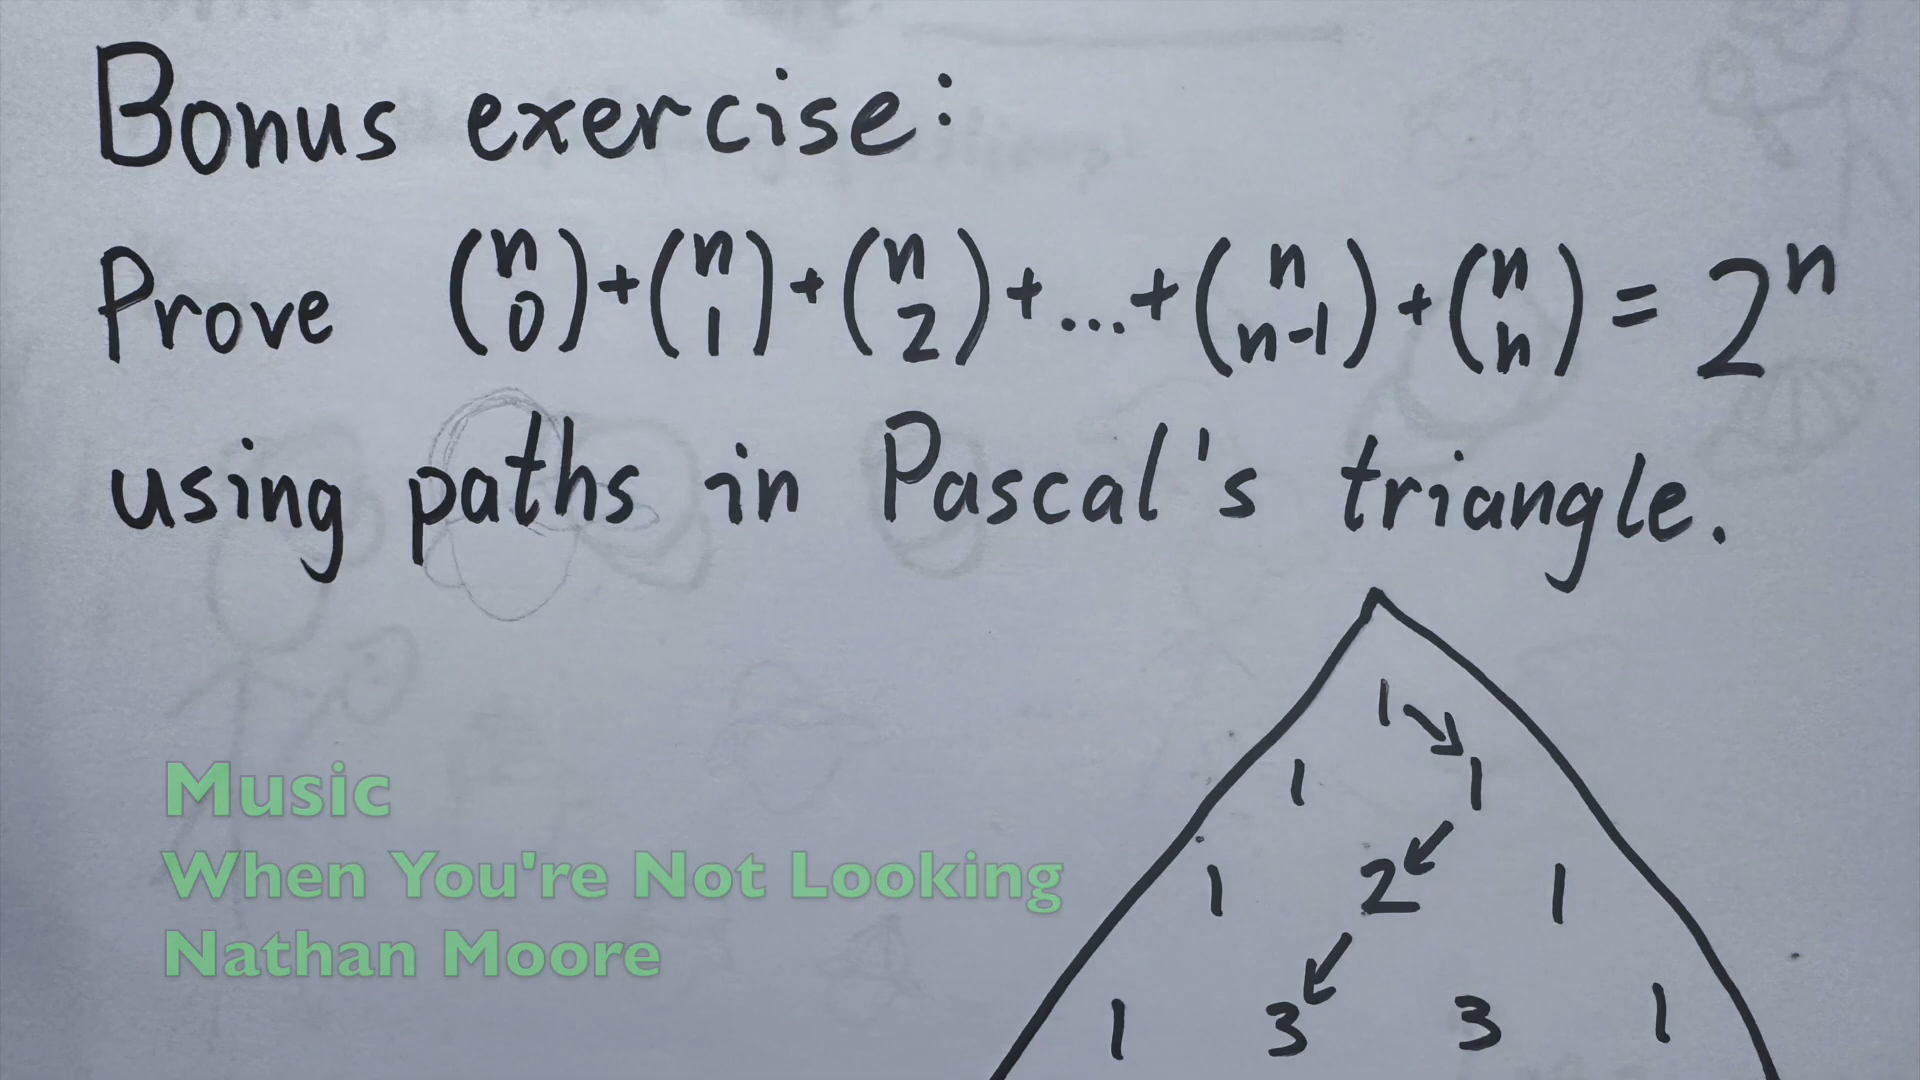 Bonus exercise:
Prove (n 0) + (n 1) + (n 2) + ... + (n n-1) + (n n) = 2^n
using paths in Pascal's triangle.
1
1 1
1 2 1
1 3 3 1
Music
When You're Not Looking
Nathan Moore